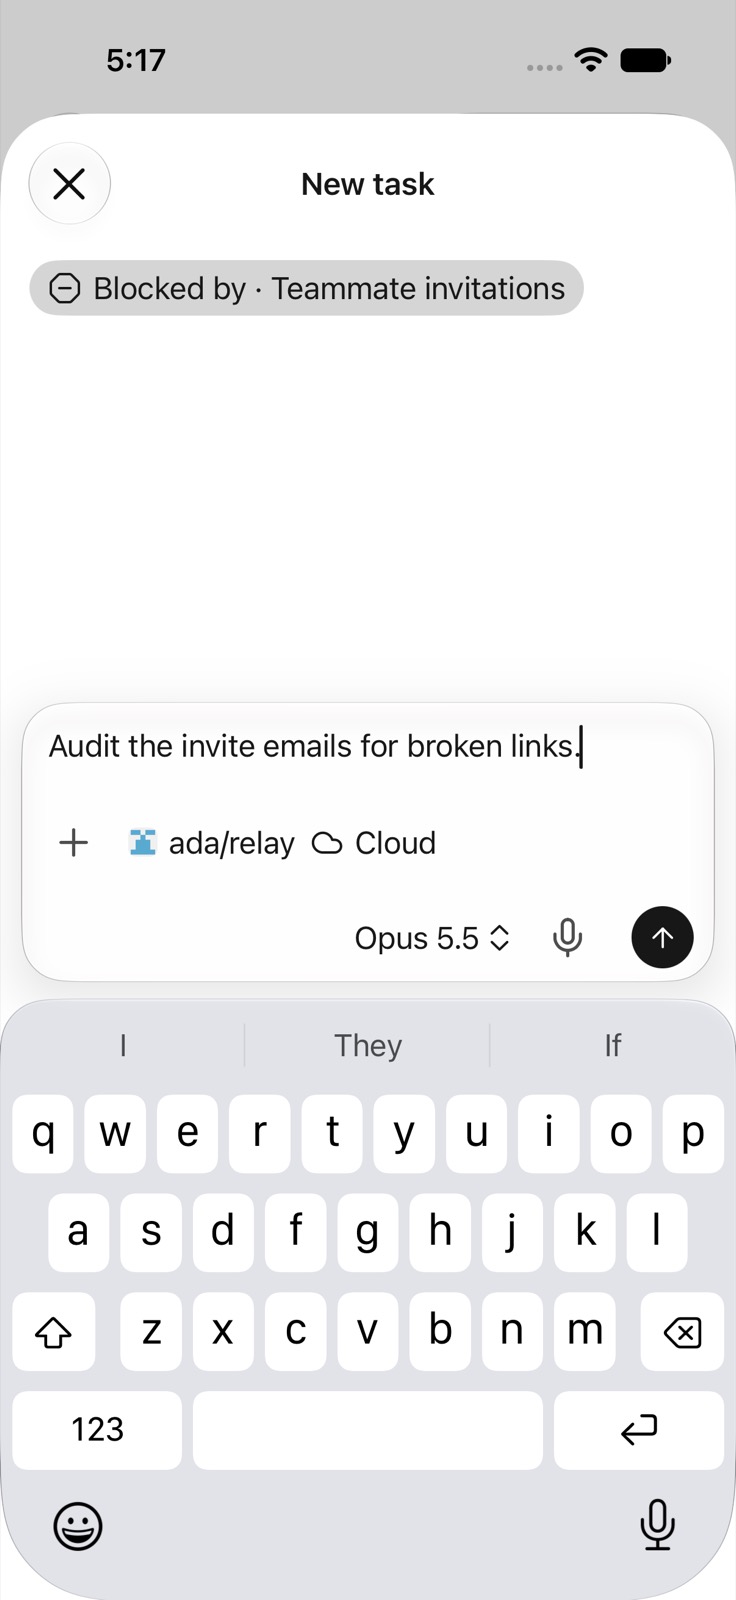 5:17
New task
Blocked by · Teammate invitations
Audit the invite emails for broken links.
ada/relay Cloud
Opus 5.5
I They If
q w e r t y u i o p
a s d f g h j k l
z x c v b n m
123